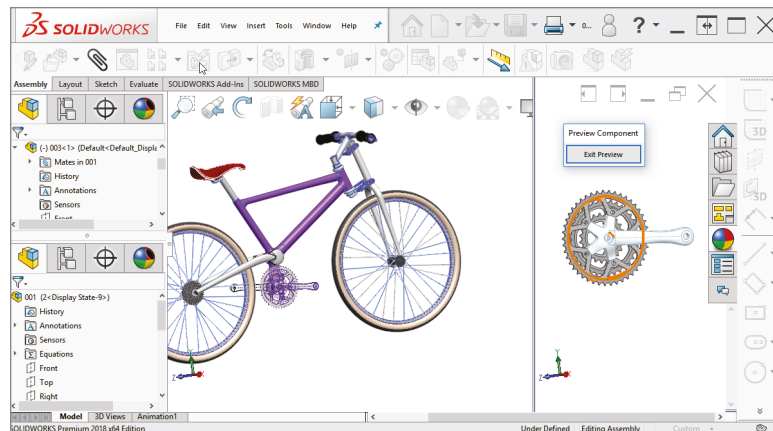 SOLIDWORKS File Edit View Insert Tools Window Help
Assembly Layout Sketch Evaluate SOLIDWORKS Add-Ins SOLIDWORKS MBD
(-) 003<1> (Default<Default_Displa
Mates in 001
History
Annotations
Sensors
Front
001 (2<Display State-9>)
History
Annotations
Sensors
Equations
Front
Top
Right
Preview Component
Exit Preview
3D
3D
Y
Z
Y
Z
Model 3D Views Animation1
SOLIDWORKS Premium 2018 x64 Edition Under Defined Editing Assembly Custom